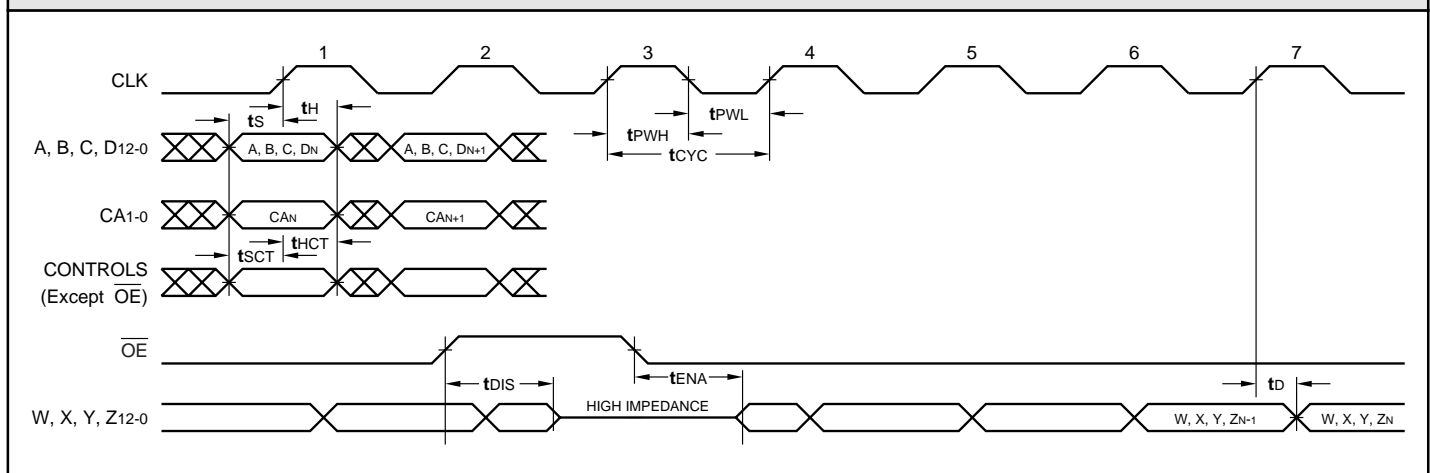 1 2 3 4 5 6 7
CLK
tS tH
tPWH tPWL
tCYC
A, B, C, D12-0 A, B, C, DN A, B, C, DN+1
CA1-0 CAN CAN+1
tSCT tHCT
CONTROLS
(Except OE)
OE
tDIS tENA tD
W, X, Y, Z12-0 HIGH IMPEDANCE W, X, Y, ZN-1 W, X, Y, ZN